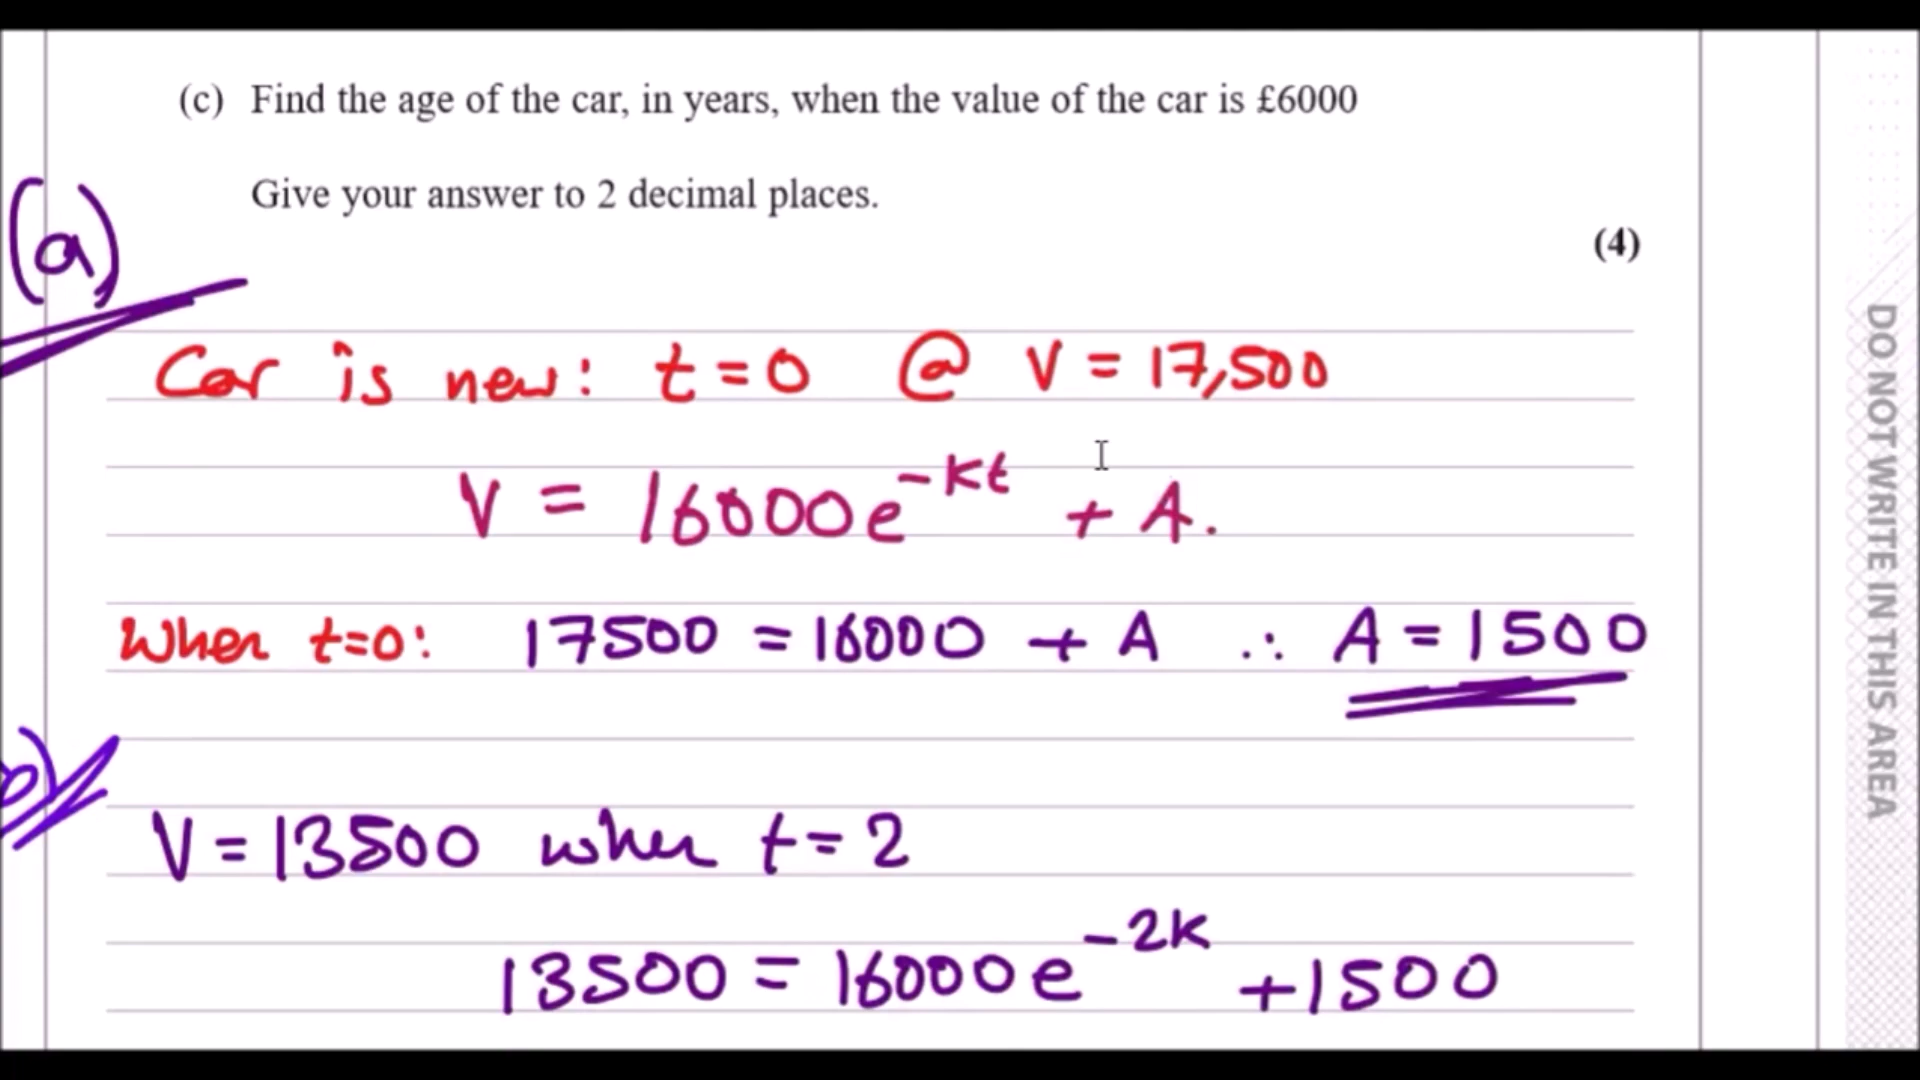 (c) Find the age of the car, in years, when the value of the car is £6000
Give your answer to 2 decimal places.
(4)
(a)
Car is new: t=0 @ V = 17,500
V = 16000e^-kt + A.
When t=0: 17500 = 16000 + A ∴ A = 1500
b)
V = 13500 when t = 2
13500 = 16000e^-2k + 1500
DO NOT WRITE IN THIS AREA